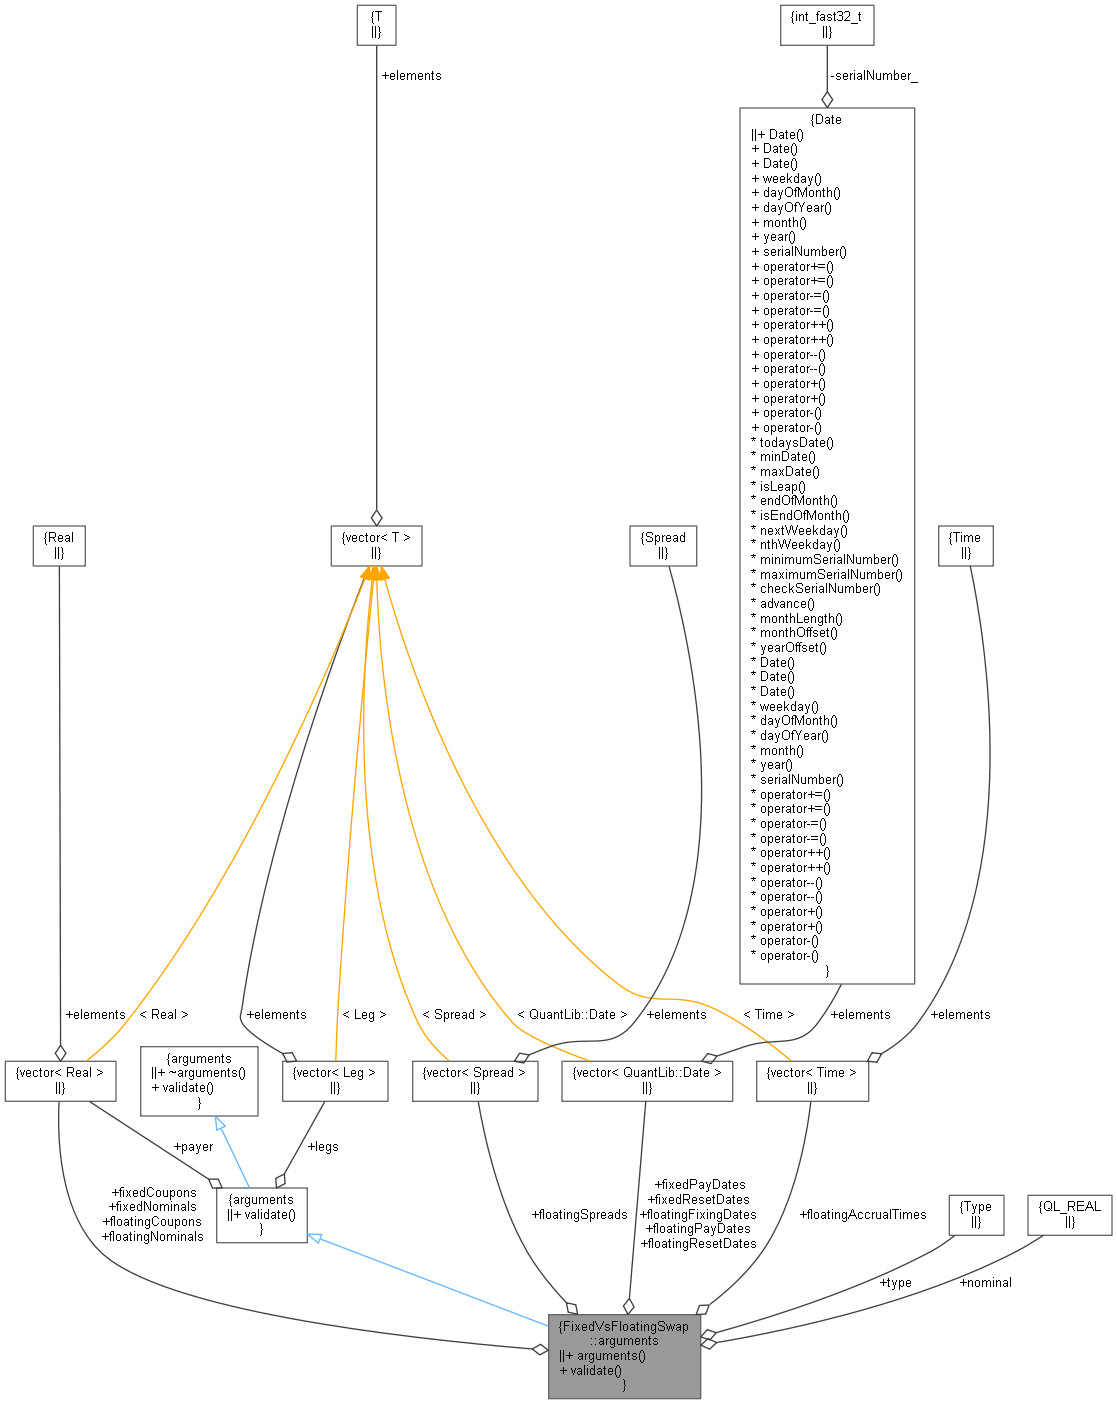 {T
||}
{int_fast32_t
||}
+elements
-serialNumber_
{Date
||+ Date()
+ Date()
+ Date()
+ weekday()
+ dayOfMonth()
+ dayOfYear()
+ month()
+ year()
+ serialNumber()
+ operator+=()
+ operator+=()
+ operator-=()
+ operator-=()
+ operator++()
+ operator++()
+ operator--()
+ operator--()
+ operator+()
+ operator+()
+ operator-()
+ operator-()
* todaysDate()
* minDate()
* maxDate()
* isLeap()
* endOfMonth()
* isEndOfMonth()
* nextWeekday()
* nthWeekday()
* minimumSerialNumber()
* maximumSerialNumber()
* checkSerialNumber()
* advance()
* monthLength()
* monthOffset()
* yearOffset()
* Date()
* Date()
* Date()
* weekday()
* dayOfMonth()
* dayOfYear()
* month()
* year()
* serialNumber()
* operator+=()
* operator+=()
* operator-=()
* operator-=()
* operator++()
* operator++()
* operator--()
* operator--()
* operator+()
* operator+()
* operator-()
* operator-()
}
{Real
||}
{vector< T >
||}
{Spread
||}
{Time
||}
+elements
< Real >
+elements
< Leg >
< Spread >
< QuantLib::Date >
+elements
< Time >
+elements
+elements
{vector< Real >
||}
{arguments
||+ ~arguments()
+ validate()
}
{vector< Leg >
||}
{vector< Spread >
||}
{vector< QuantLib::Date >
||}
{vector< Time >
||}
+payer
+legs
+fixedCoupons
+fixedNominals
+floatingCoupons
+floatingNominals
{arguments
||+ validate()
}
+floatingSpreads
+fixedPayDates
+fixedResetDates
+floatingFixingDates
+floatingPayDates
+floatingResetDates
+floatingAccrualTimes
{Type
||}
{QL_REAL
||}
+type
+nominal
{FixedVsFloatingSwap
::arguments
||+ arguments()
+ validate()
}